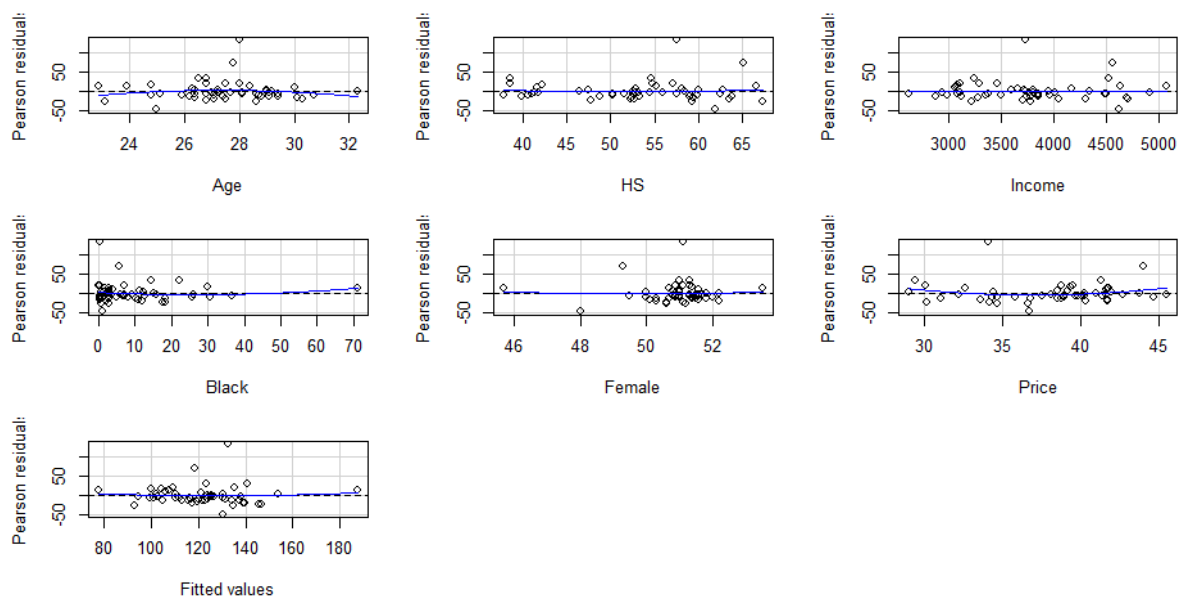 Pearson residuals
-50 50
24 26 28 30 32
Age
Pearson residuals
-50 50
40 45 50 55 60 65
HS
Pearson residuals
-50 50
3000 3500 4000 4500 5000
Income
Pearson residuals
-50 50
0 10 20 30 40 50 60 70
Black
Pearson residuals
-50 50
46 48 50 52
Female
Pearson residuals
-50 50
30 35 40 45
Price
Pearson residuals
-50 50
80 100 120 140 160 180
Fitted values